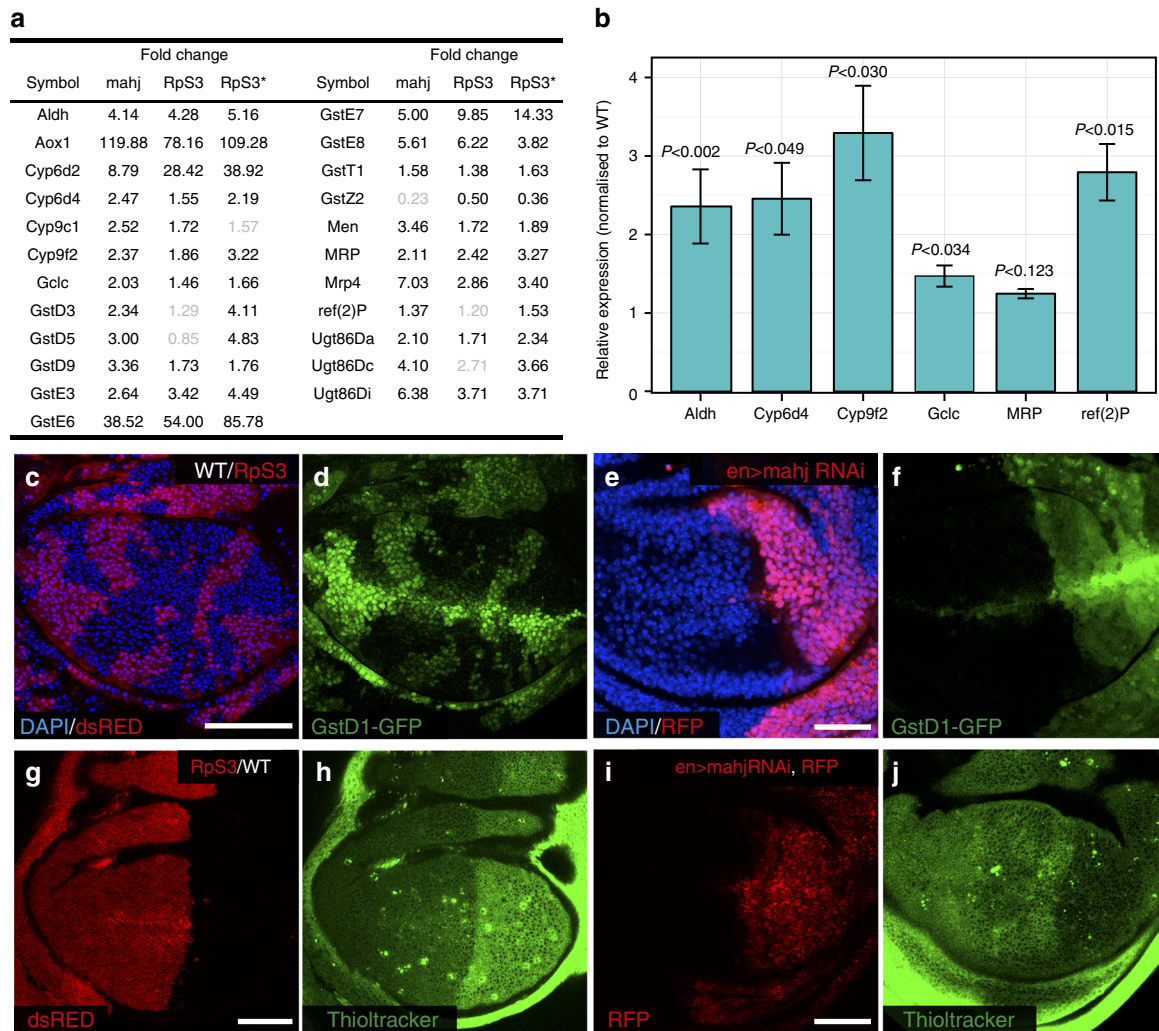 a
Fold change Fold change
Symbol mahj RpS3 RpS3* Symbol mahj RpS3 RpS3*
Aldh 4.14 4.28 5.16 GstE7 5.00 9.85 14.33
Aox1 119.88 78.16 109.28 GstE8 5.61 6.22 3.82
Cyp6d2 8.79 28.42 38.92 GstT1 1.58 1.38 1.63
Cyp6d4 2.47 1.55 2.19 GstZ2 0.23 0.50 0.36
Cyp9c1 2.52 1.72 1.57 Men 3.46 1.72 1.89
Cyp9f2 2.37 1.86 3.22 MRP 2.11 2.42 3.27
Gclc 2.03 1.46 1.66 Mrp4 7.03 2.86 3.40
GstD3 2.34 1.29 4.11 ref(2)P 1.37 1.20 1.53
GstD5 3.00 0.85 4.83 Ugt86Da 2.10 1.71 2.34
GstD9 3.36 1.73 1.76 Ugt86Dc 4.10 2.71 3.66
GstE3 2.64 3.42 4.49 Ugt86Di 6.38 3.71 3.71
GstE6 38.52 54.00 85.78
b
Relative expression (normalised to WT)
4
3
2
1
0
P<0.002
P<0.049
P<0.030
P<0.034
P<0.123
P<0.015
Aldh Cyp6d4 Cyp9f2 Gclc MRP ref(2)P
c
WT/RpS3
DAPI/dsRED
d
GstD1-GFP
e
en>mahj RNAi
DAPI/RFP
f
GstD1-GFP
g
RpS3/WT
dsRED
h
Thioltracker
i
en>mahjRNAi, RFP
RFP
j
Thioltracker